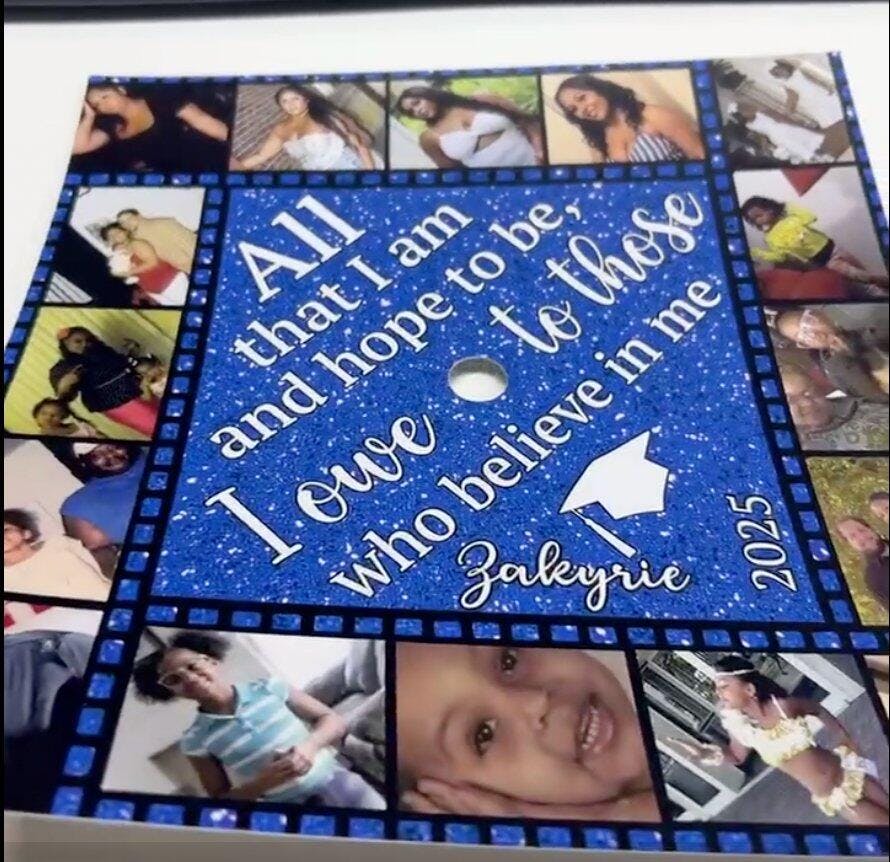 All
that I am
and hope to be,
I owe to those
who believe in me
Zakyrie
2025